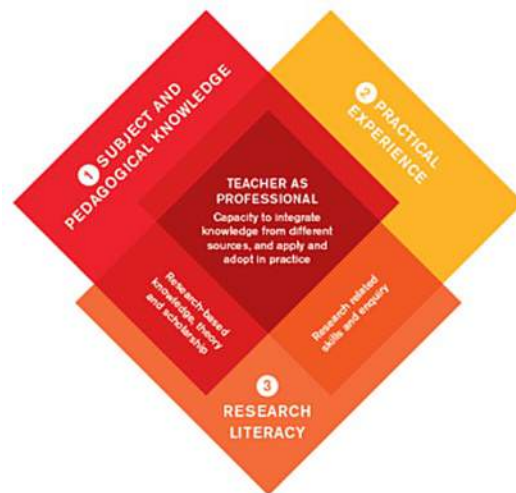 1 SUBJECT AND
PEDAGOGICAL KNOWLEDGE
2 PRACTICAL
EXPERIENCE
TEACHER AS
PROFESSIONAL
Capacity to integrate
knowledge from different
sources, and apply and
adopt in practice
Research-based
knowledge, theory
and scholarship
Research related
skills and enquiry
3
RESEARCH
LITERACY